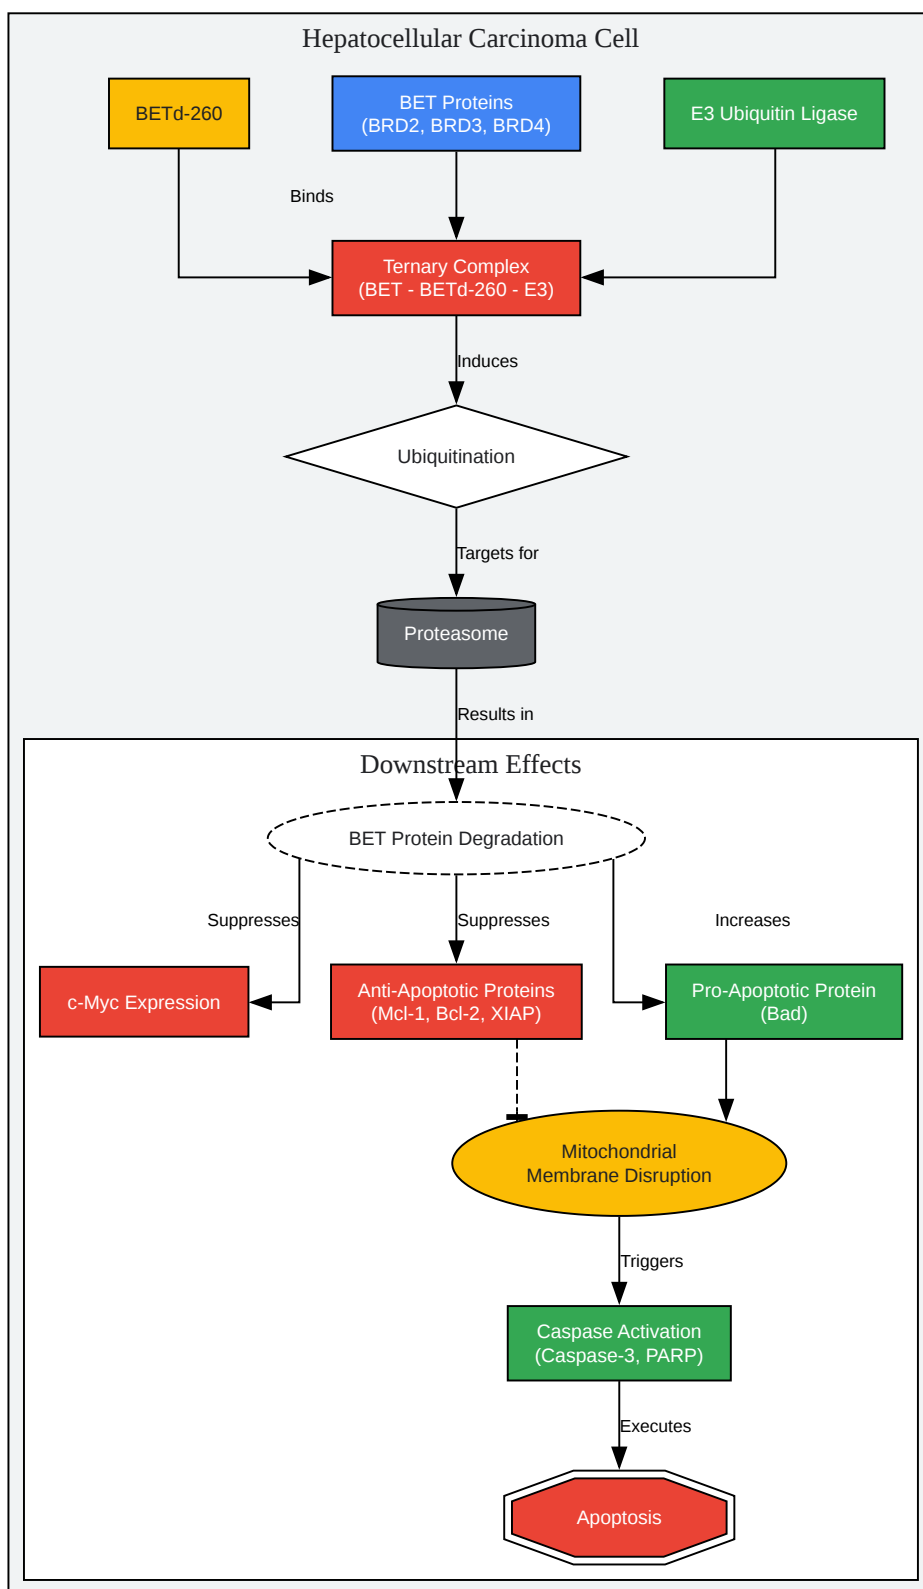 Hepatocellular Carcinoma Cell
BETd-260
BET Proteins
(BRD2, BRD3, BRD4)
E3 Ubiquitin Ligase
Binds
Ternary Complex
(BET - BETd-260 - E3)
Induces
Ubiquitination
Targets for
Proteasome
Results in
Downstream Effects
BET Protein Degradation
Suppresses
Suppresses
Increases
c-Myc Expression
Anti-Apoptotic Proteins
(Mcl-1, Bcl-2, XIAP)
Pro-Apoptotic Protein
(Bad)
Mitochondrial
Membrane Disruption
Triggers
Caspase Activation
(Caspase-3, PARP)
Executes
Apoptosis